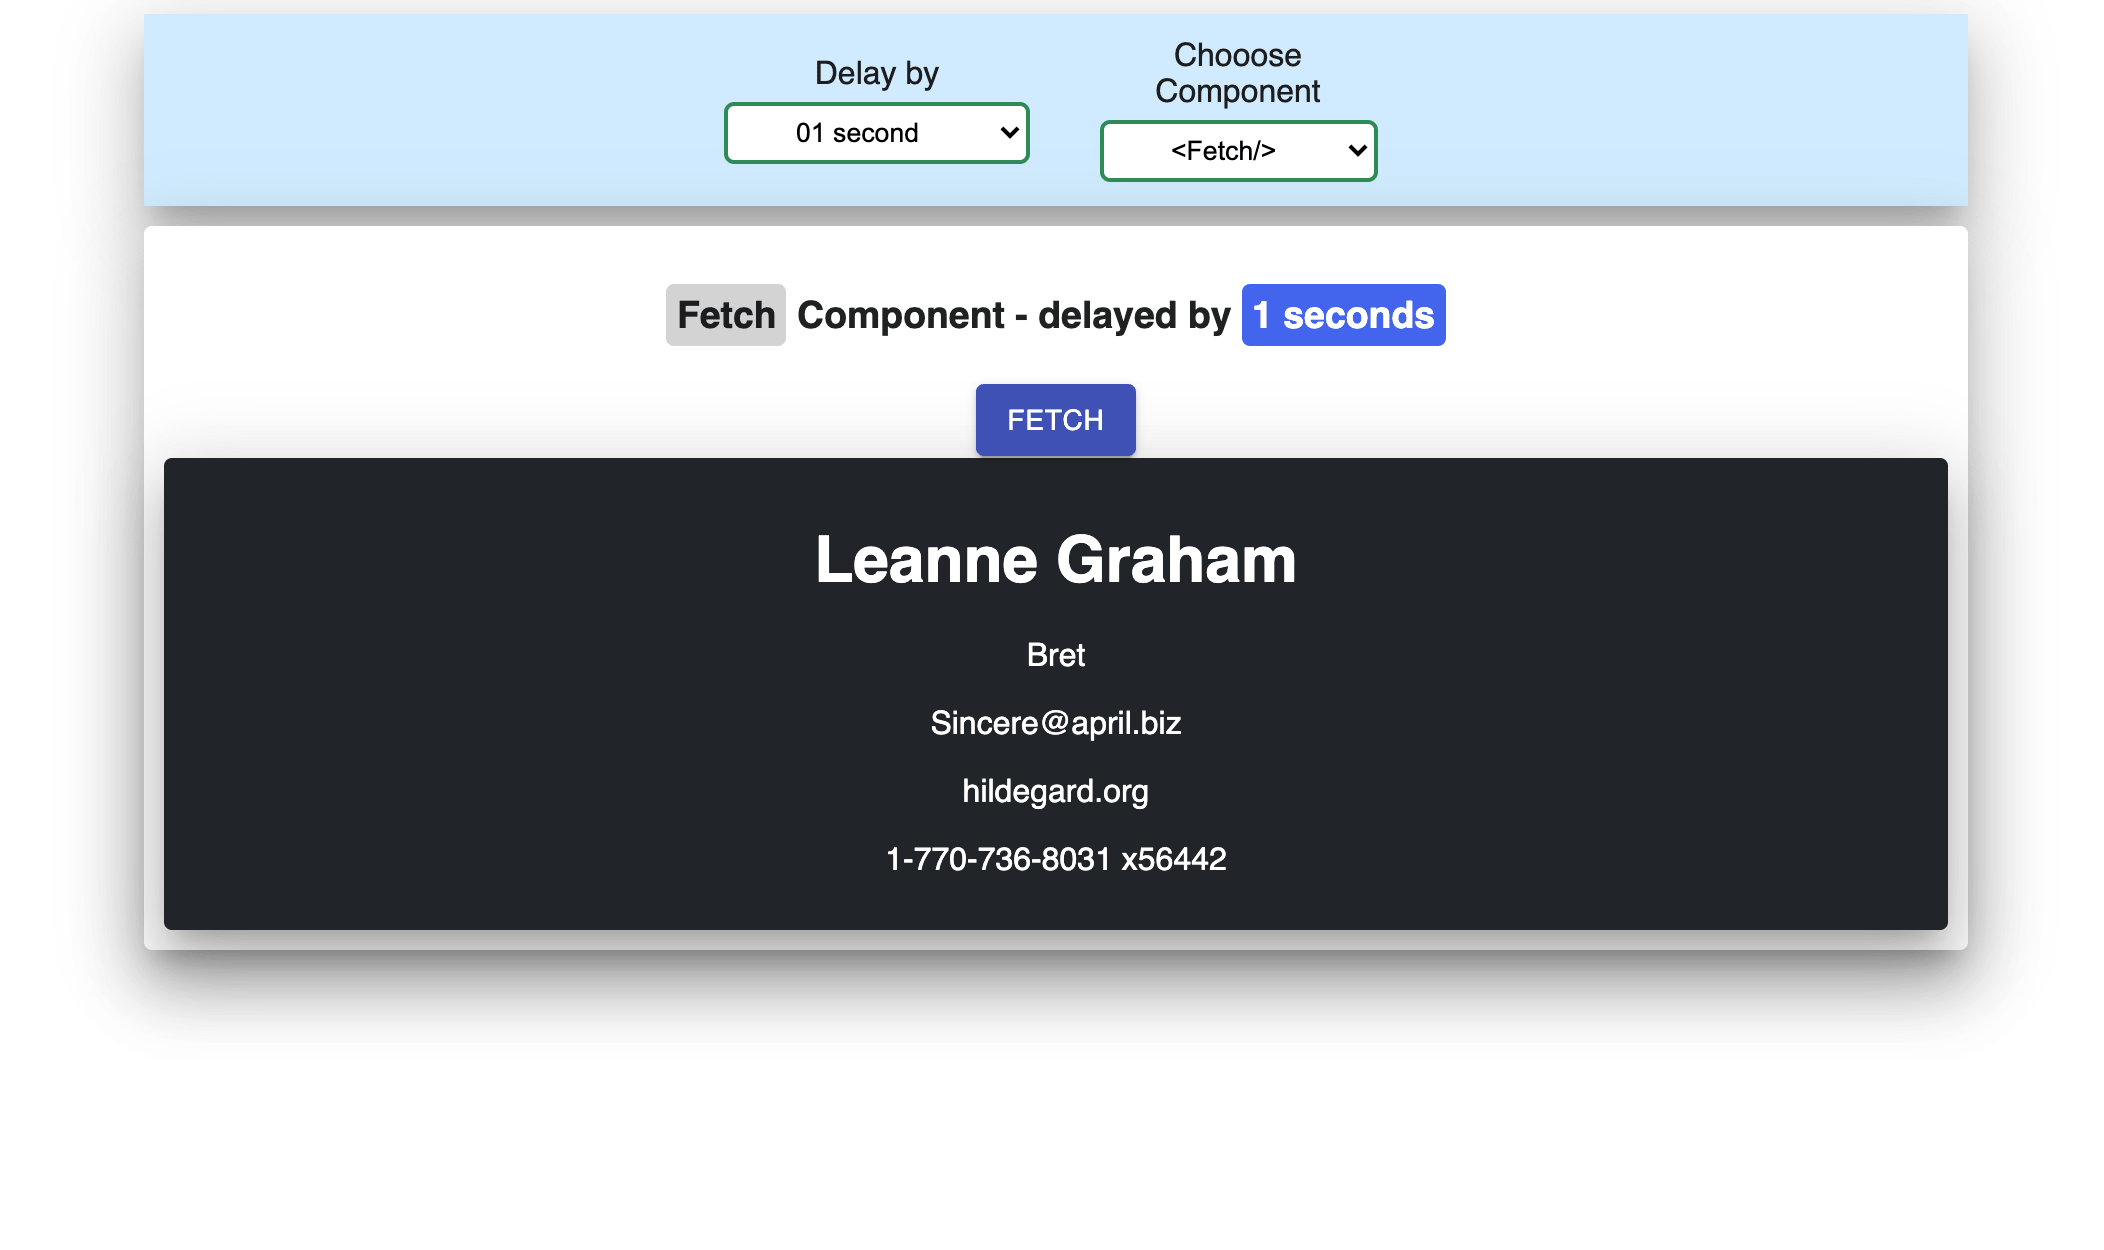 Delay by
01 second
Chooose
Component
<Fetch/>
Fetch Component - delayed by 1 seconds
FETCH
Leanne Graham
Bret
Sincere@april.biz
hildegard.org
1-770-736-8031 x56442